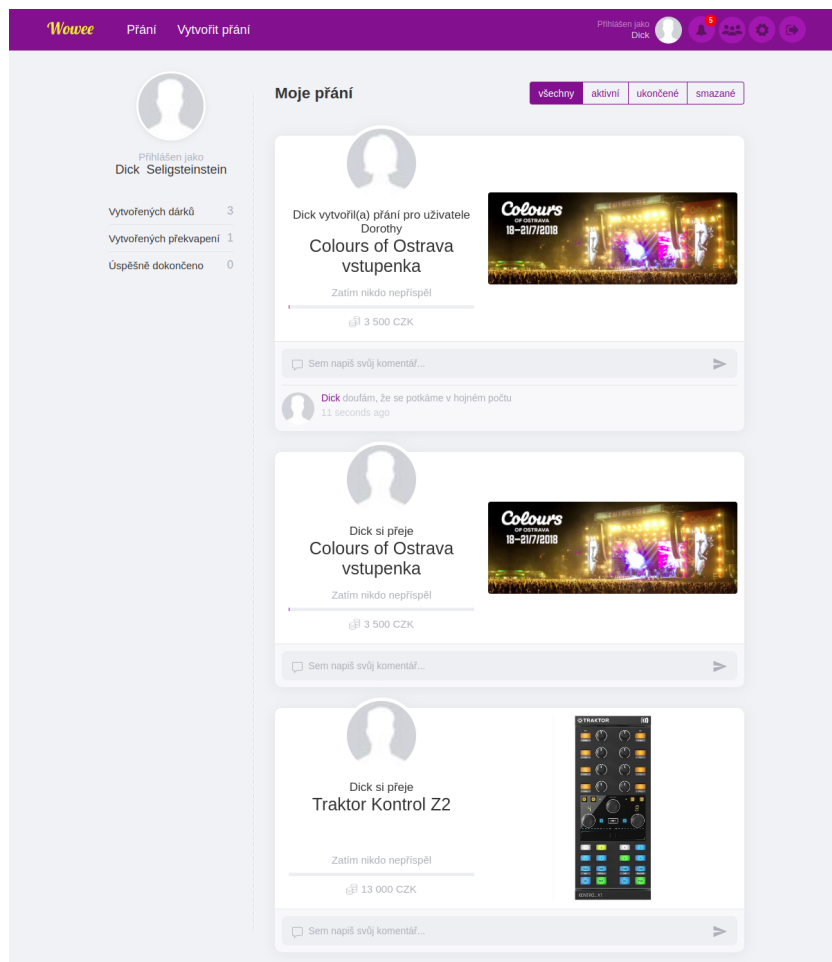 Wowee
Přání
Vytvořit přání
Přihlášen jako
Dick
5
Přihlášen jako
Dick Seligsteinstein
Vytvořených dárků 3
Vytvořených překvapení 1
Úspěšně dokončeno 0
Moje přání
všechny
aktivní
ukončené
smazané
Dick vytvořil(a) přání pro uživatele
Dorothy
Colours of Ostrava
vstupenka
Zatím nikdo nepříspěl
3 500 CZK
Colours
OF OSTRAVA
18–21/7/2018
Sem napiš svůj komentář...
Dick doufám, že se potkáme v hojném počtu
11 seconds ago
Dick si přeje
Colours of Ostrava
vstupenka
Zatím nikdo nepříspěl
3 500 CZK
Colours
OF OSTRAVA
18–21/7/2018
Sem napiš svůj komentář...
Dick si přeje
Traktor Kontrol Z2
Zatím nikdo nepříspěl
13 000 CZK
TRAKTOR
Sem napiš svůj komentář...